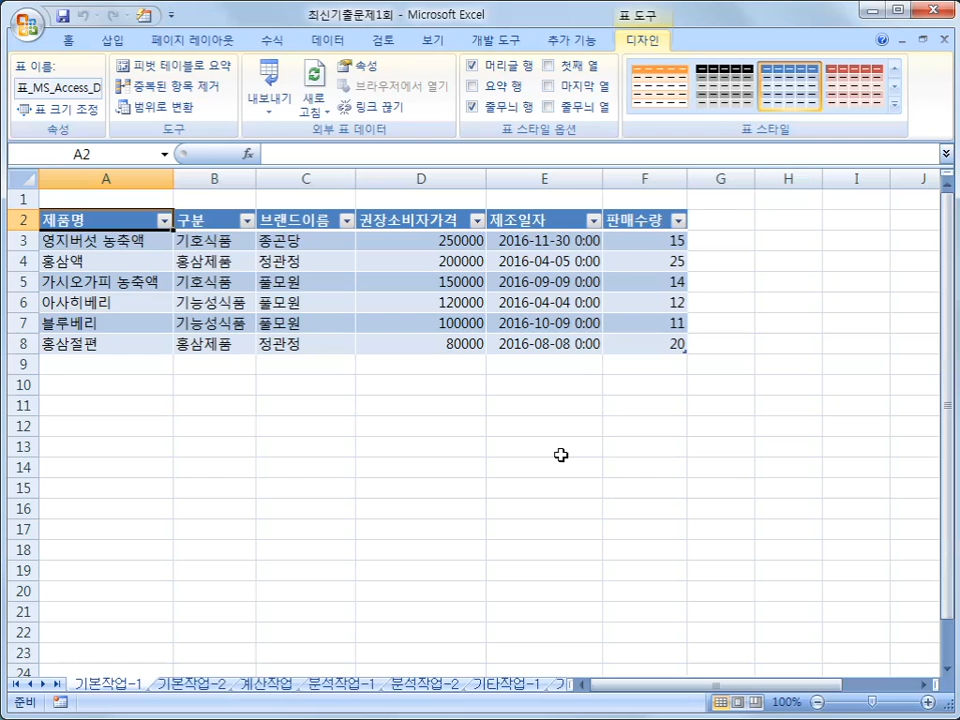 최신기출문제1회 - Microsoft Excel
표 도구
홈 삽입 페이지 레이아웃 수식 데이터 검토 보기 개발 도구 추가 기능 디자인
표 이름:
표_MS_Access_D
표 크기 조정
속성
피벗 테이블로 요약
중복된 항목 제거
범위로 변환
도구
내보내기
새로 고침
속성
브라우저에서 열기
링크 끊기
외부 표 데이터
머리글 행 첫째 열
요약 행 마지막 열
줄무늬 행 줄무늬 열
표 스타일 옵션
표 스타일
A2 fx
A B C D E F G H I J
1
2 제품명 구분 브랜드이름 권장소비자가격 제조일자 판매수량
3 영지버섯 농축액 기호식품 종곤당 250000 2016-11-30 0:00 15
4 홍삼액 홍삼제품 정관정 200000 2016-04-05 0:00 25
5 가시오가피 농축액 기호식품 풀모원 150000 2016-09-09 0:00 14
6 아사히베리 기능성식품 풀모원 120000 2016-04-04 0:00 12
7 블루베리 기능성식품 풀모원 100000 2016-10-09 0:00 11
8 홍삼절편 홍삼제품 정관정 80000 2016-08-08 0:00 20
9
10
11
12
13
14
15
16
17
18
19
20
21
22
23
24
기본작업-1 기본작업-2 계산작업 분석작업-1 분석작업-2 기타작업-1
준비 100%